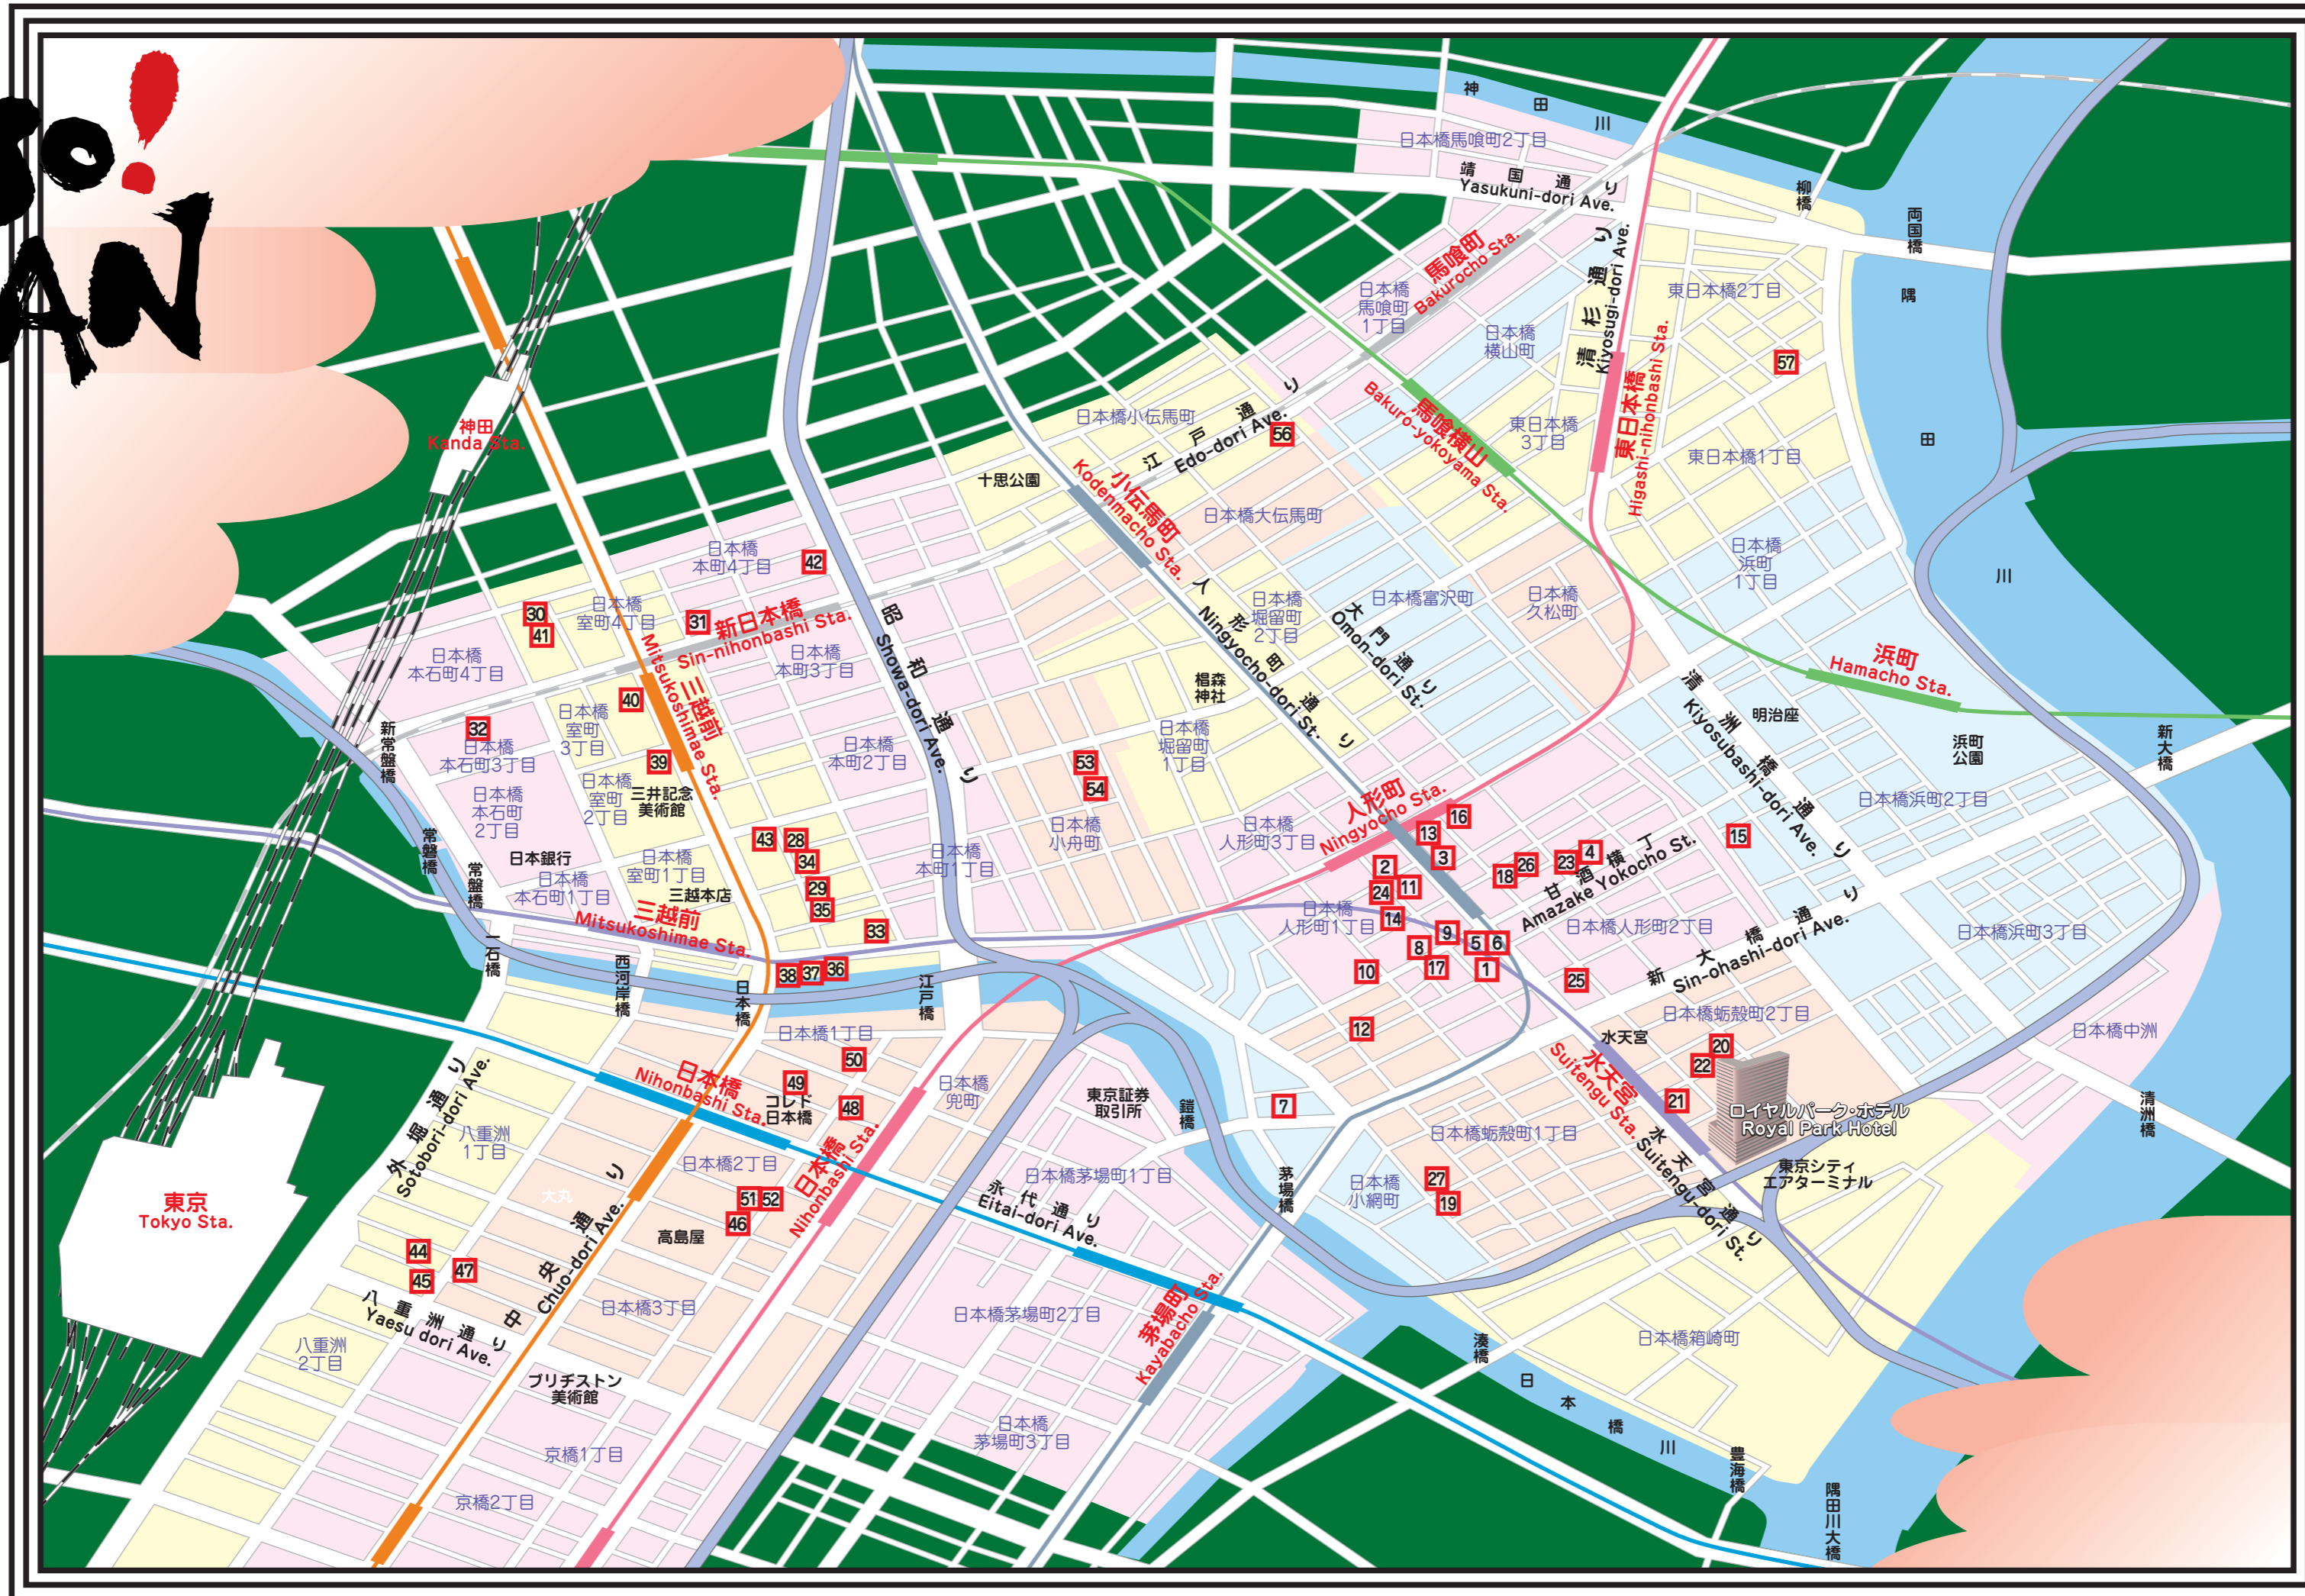 So!
AN
神田川
日本橋馬喰町2丁目
靖国通り
Yasukuni-dori Ave.
柳橋
両国橋
隅田川
馬喰町
Bakurocho Sta.
日本橋
馬喰町
1丁目
清杉通り
Kiyosugi-dori Ave.
東日本橋2丁目
日本橋
横山町
57
東日本橋
Higashi-nihonbashi Sta.
馬喰横山
Bakuro-yokoyama Sta.
東日本橋
3丁目
東日本橋1丁目
日本橋小伝馬町
江戸通り
Edo-dori Ave.
56
神田
Kanda Sta.
十思公園
小伝馬町
Kodenmacho Sta.
日本橋大伝馬町
日本橋
本町4丁目
42
日本橋
浜町
1丁目
30
41
日本橋
室町4丁目
31
新日本橋
Sin-nihonbashi Sta.
昭和通り
Showa-dori Ave.
人形町通り
Ningyocho-dori St.
日本橋
堀留町
2丁目
大門通り
Omon-dori St.
日本橋富沢町
日本橋
久松町
日本橋
本石町4丁目
三越前
Mitsukoshimae Sta.
日本橋
本町3丁目
椙森
神社
浜町
Hamacho Sta.
清洲橋通り
Kiyosubashi-dori Ave.
明治座
浜町
公園
新大橋
新常盤橋
32
日本橋
本石町3丁目
40
日本橋
室町
3丁目
39
日本橋
本町2丁目
53
54
日本橋
堀留町
1丁目
日本橋
本石町
2丁目
日本橋
室町
2丁目
三井記念
美術館
日本橋
小舟町
日本橋
人形町3丁目
人形町
Ningyocho Sta.
16
13
3
15
日本橋浜町2丁目
常磐橋
常盤橋
日本銀行
日本橋
本石町1丁目
日本橋
室町1丁目
三越本店
43
28
34
29
35
33
日本橋
本町1丁目
2
24
11
14
18
26
23
4
甘酒横丁
Amazake Yokocho St.
三越前
Mitsukoshimae Sta.
日本橋
人形町1丁目
9
8
5
6
17
1
10
日本橋人形町2丁目
25
新大橋通り
Sin-ohashi-dori Ave.
日本橋浜町3丁目
一石橋
西河岸橋
日本橋
38
37
36
江戸橋
12
水天宮
日本橋蛎殻町2丁目
日本橋中洲
清洲橋
外堀通り
Sotobori-dori Ave.
八重洲
1丁目
日本橋
Nihonbashi Sta.
日本橋1丁目
50
49
コレド
日本橋
48
日本橋
兜町
東京証券
取引所
鎧橋
7
水天宮
Suitengu Sta.
20
22
21
ロイヤルパーク・ホテル
Royal Park Hotel
日本橋蛎殻町1丁目
水天宮通り
Suitengu-dori St.
東京シティ
エアターミナル
東京
Tokyo Sta.
大丸
日本橋2丁目
51
52
46
高島屋
日本橋
Nihonbashi Sta.
日本橋茅場町1丁目
永代通り
Eitai-dori Ave.
茅場橋
日本橋
小網町
27
19
44
45
47
八重洲通り
Yaesu dori Ave.
中央通り
Chuo-dori Ave.
日本橋3丁目
日本橋茅場町2丁目
茅場町
Kayabacho Sta.
湊橋
日本橋箱崎町
八重洲
2丁目
ブリヂストン
美術館
日本橋
茅場町3丁目
日本橋川
豊海橋
隅田川大橋
京橋1丁目
京橋2丁目